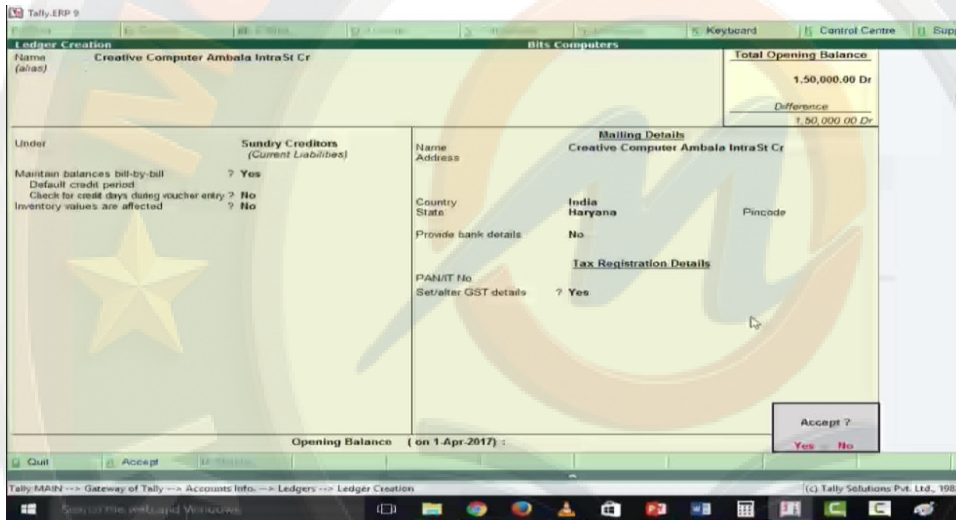 Tally.ERP 9
K: Keyboard
Control Centre
Supp
Ledger Creation
Bits Computers
Name Creative Computer Ambala IntraSt Cr
(alias)
Total Opening Balance
1,50,000.00 Dr
Difference
1,50,000.00 Dr
Under Sundry Creditors
(Current Liabilities)
Maintain balances bill-by-bill ? Yes
Default credit period
Check for credit days during voucher entry ? No
Inventory values are affected ? No
Mailing Details
Name Creative Computer Ambala IntraSt Cr
Address
Country India
State Haryana Pincode
Provide bank details No
Tax Registration Details
PAN/IT No
Set/alter GST details ? Yes
Opening Balance ( on 1-Apr-2017) :
Accept ?
Yes No
Quit
Accept
Tally MAIN --> Gateway of Tally --> Accounts Info. --> Ledgers --> Ledger Creation
(c) Tally Solutions Pvt. Ltd., 198